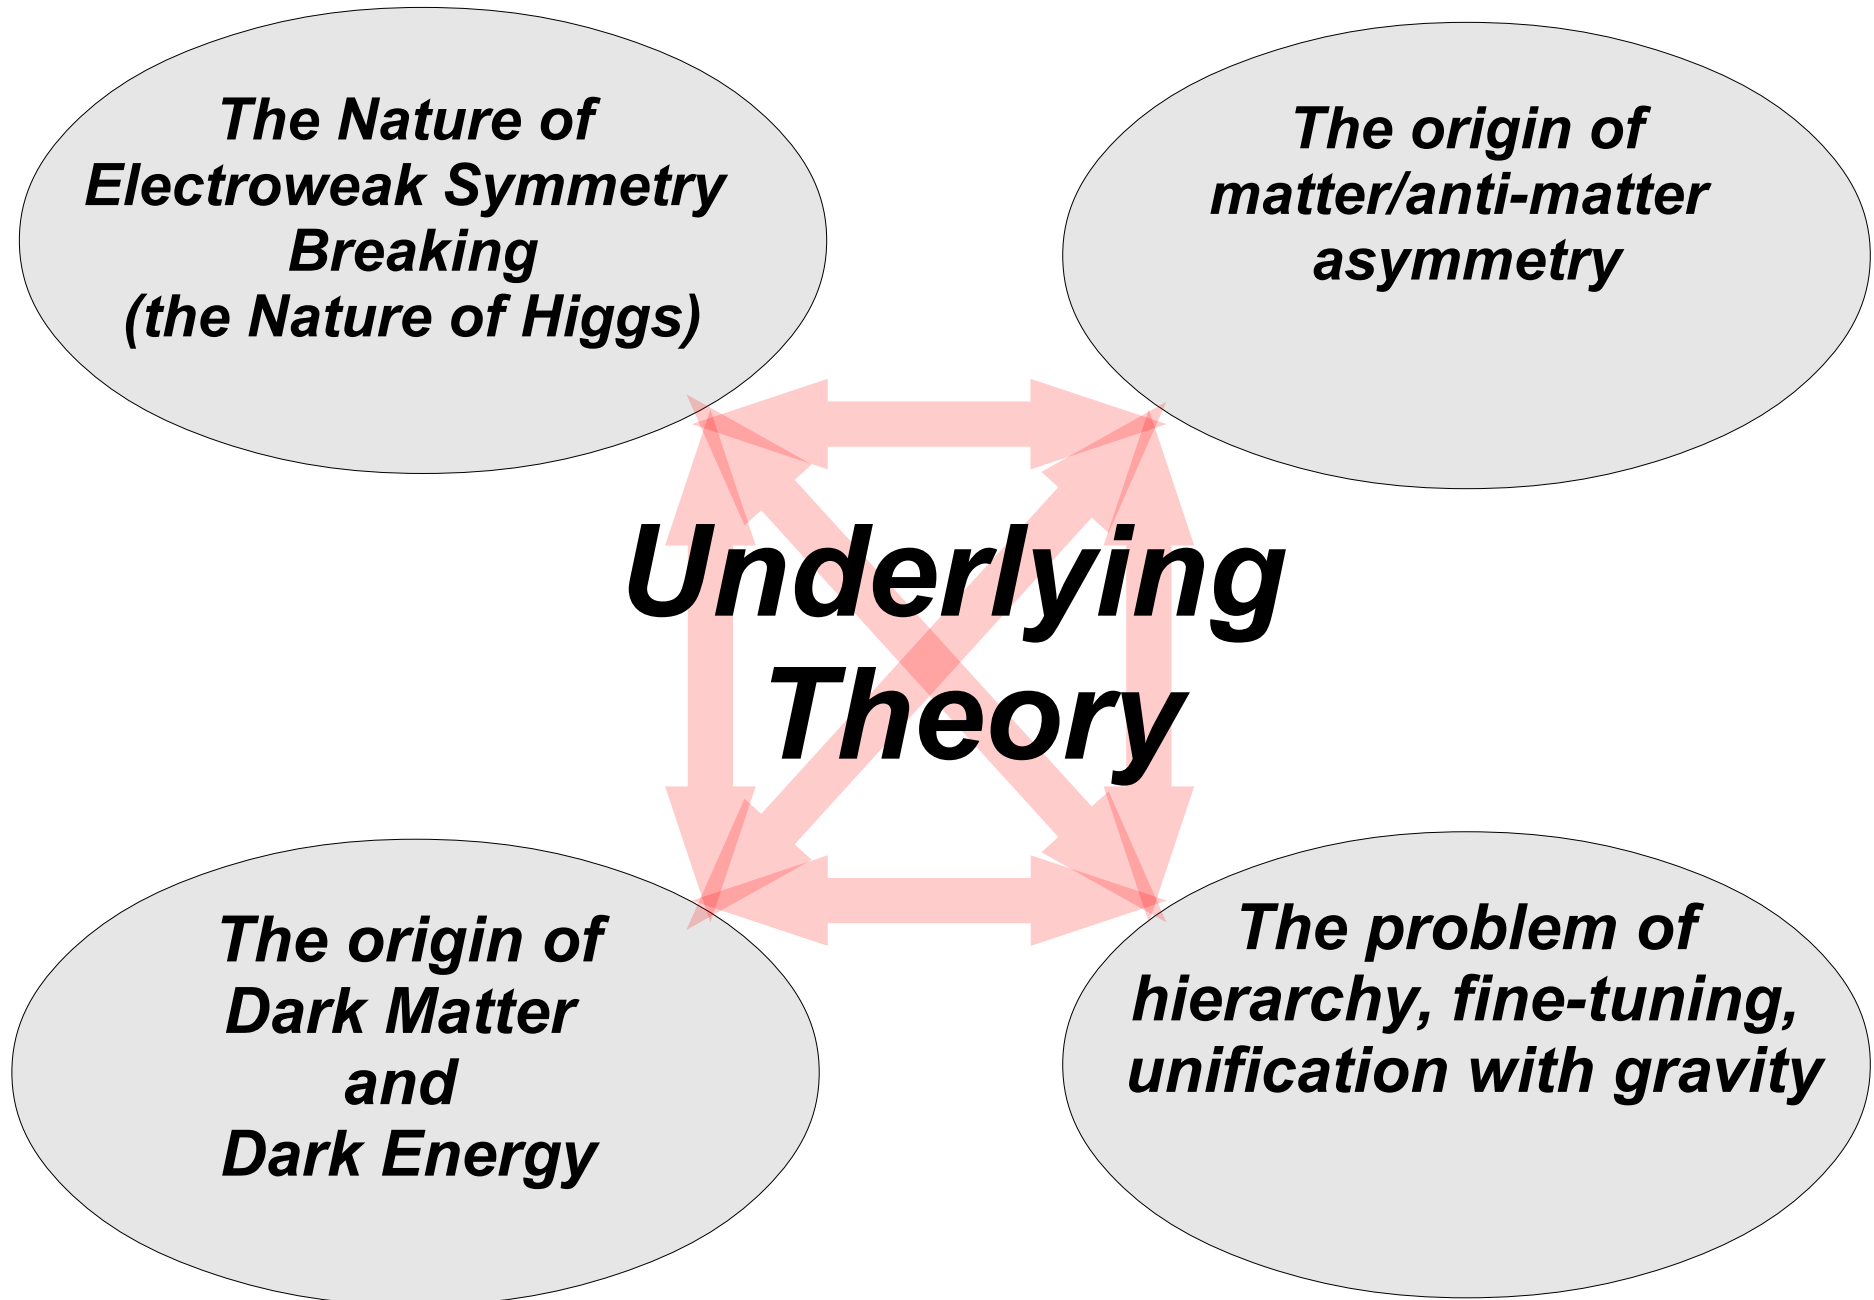 The Nature of
Electroweak Symmetry
Breaking
(the Nature of Higgs)
The origin of
matter/anti-matter
asymmetry
Underlying
Theory
The origin of
Dark Matter
and
Dark Energy
The problem of
hierarchy, fine-tuning,
unification with gravity